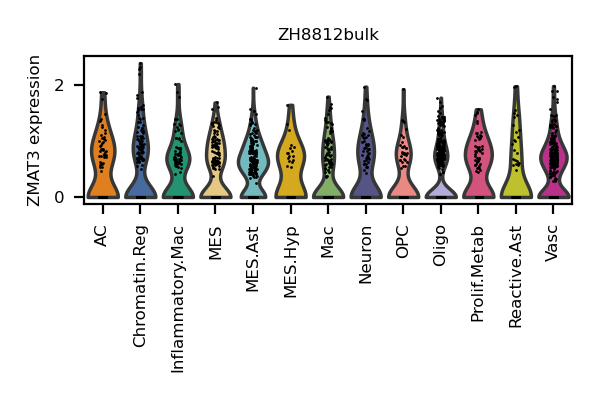 ZH8812bulk
ZMAT3 expression
2
0
AC
Chromatin.Reg
Inflammatory.Mac
MES
MES.Ast
MES.Hyp
Mac
Neuron
OPC
Oligo
Prolif.Metab
Reactive.Ast
Vasc